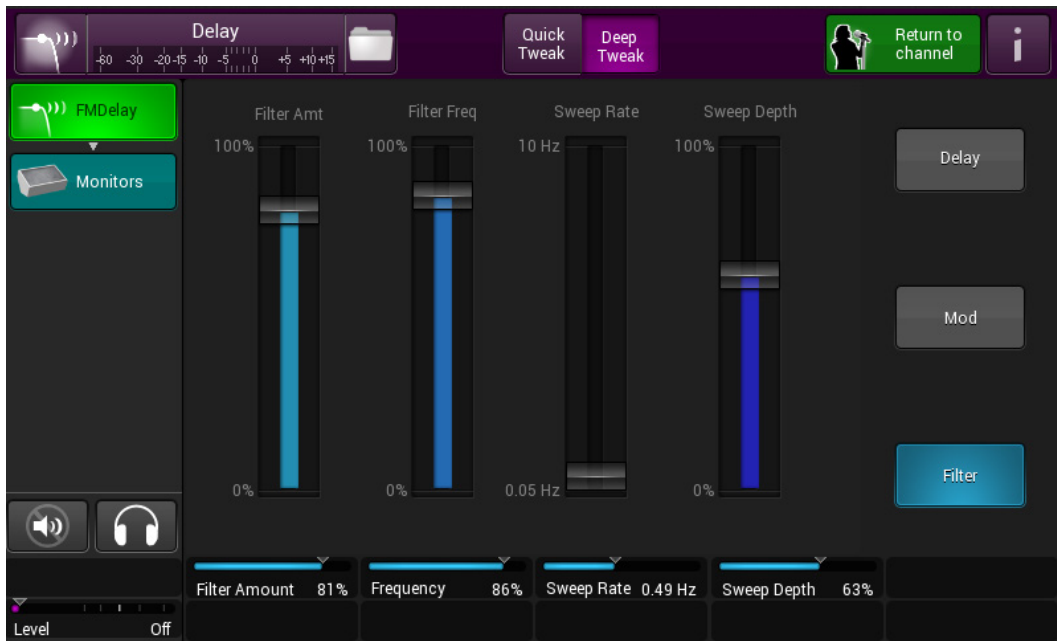 Delay
-60 -30 -20 -15 -10 -5 0 +5 +10 +15
Quick
Tweak
Deep
Tweak
Return to
channel
i
FMDelay
Monitors
Filter Amt
Filter Freq
Sweep Rate
Sweep Depth
100%
100%
10 Hz
100%
0%
0%
0.05 Hz
0%
Delay
Mod
Filter
Filter Amount 81%
Frequency 86%
Sweep Rate 0.49 Hz
Sweep Depth 63%
Level Off